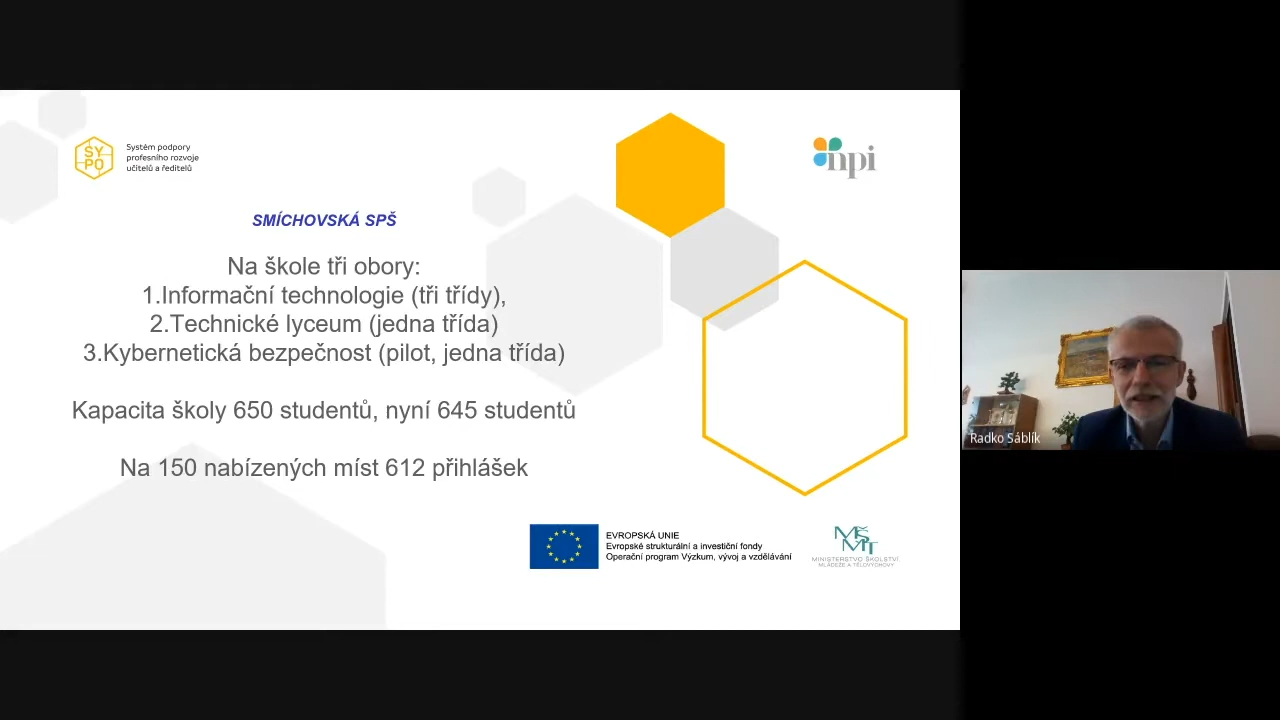 SY
PO
Systém podpory
profesního rozvoje
učitelů a ředitelů
npi
SMÍCHOVSKÁ SPŠ
Na škole tři obory:
1.Informační technologie (tři třídy),
2.Technické lyceum (jedna třída)
3.Kybernetická bezpečnost (pilot, jedna třída)
Kapacita školy 650 studentů, nyní 645 studentů
Na 150 nabízených míst 612 přihlášek
Radko Sáblík
EVROPSKÁ UNIE
Evropské strukturální a investiční fondy
Operační program Výzkum, vývoj a vzdělávání
MŠ
MT
MINISTERSTVO ŠKOLSTVÍ,
MLÁDEŽE A TĚLOVÝCHOVY